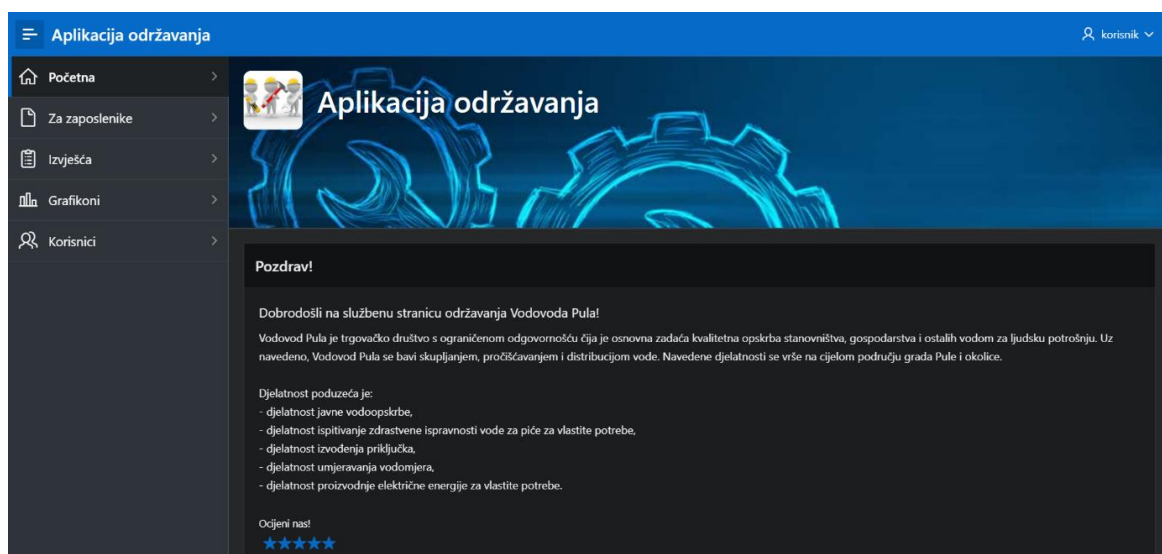 Aplikacija održavanja
korisnik
Početna
Za zaposlenike
Izvješća
Grafikoni
Korisnici
Aplikacija održavanja
Pozdrav!
Dobrodošli na službenu stranicu održavanja Vodovoda Pula!
Vodovod Pula je trgovačko društvo s ograničenom odgovornošću čija je osnovna zadaća kvalitetna opskrba stanovništva, gospodarstva i ostalih vodom za ljudsku potrošnju. Uz
navedeno, Vodovod Pula se bavi skupljanjem, pročišćavanjem i distribucijom vode. Navedene djelatnosti se vrše na cijelom području grada Pule i okolice.
Djelatnost poduzeća je:
- djelatnost javne vodoopskrbe,
- djelatnost ispitivanje zdrastvene ispravnosti vode za piće za vlastite potrebe,
- djelatnost izvođenja priključka,
- djelatnost umjeravanja vodomjera,
- djelatnost proizvodnje električne energije za vlastite potrebe.
Ocijeni nas!